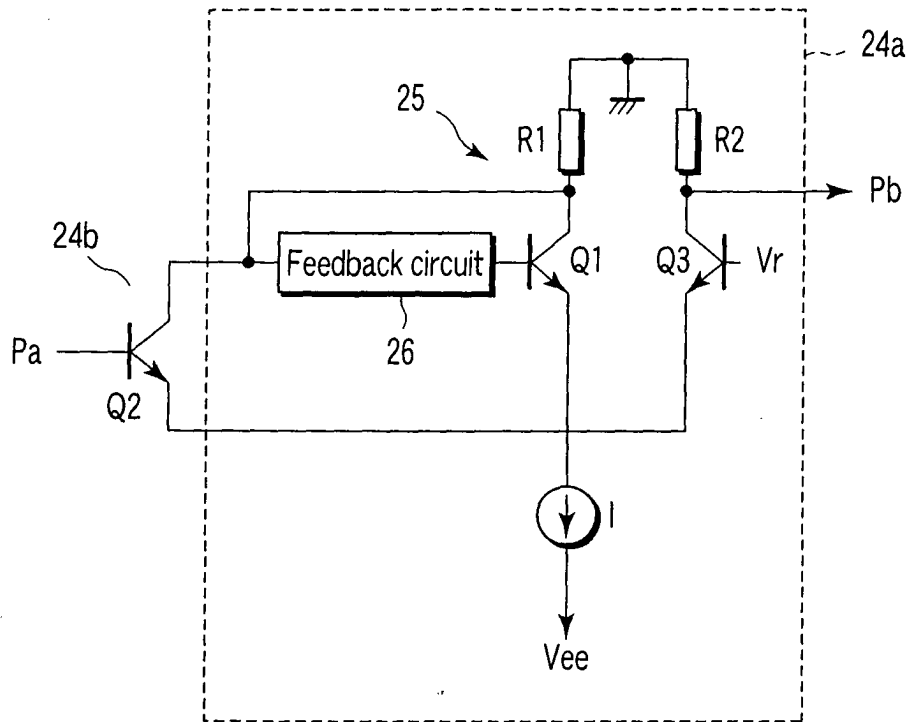 24a
25
R1
R2
Pb
24b
Feedback circuit
Q1
Q3
Vr
26
Pa
Q2
I
Vee